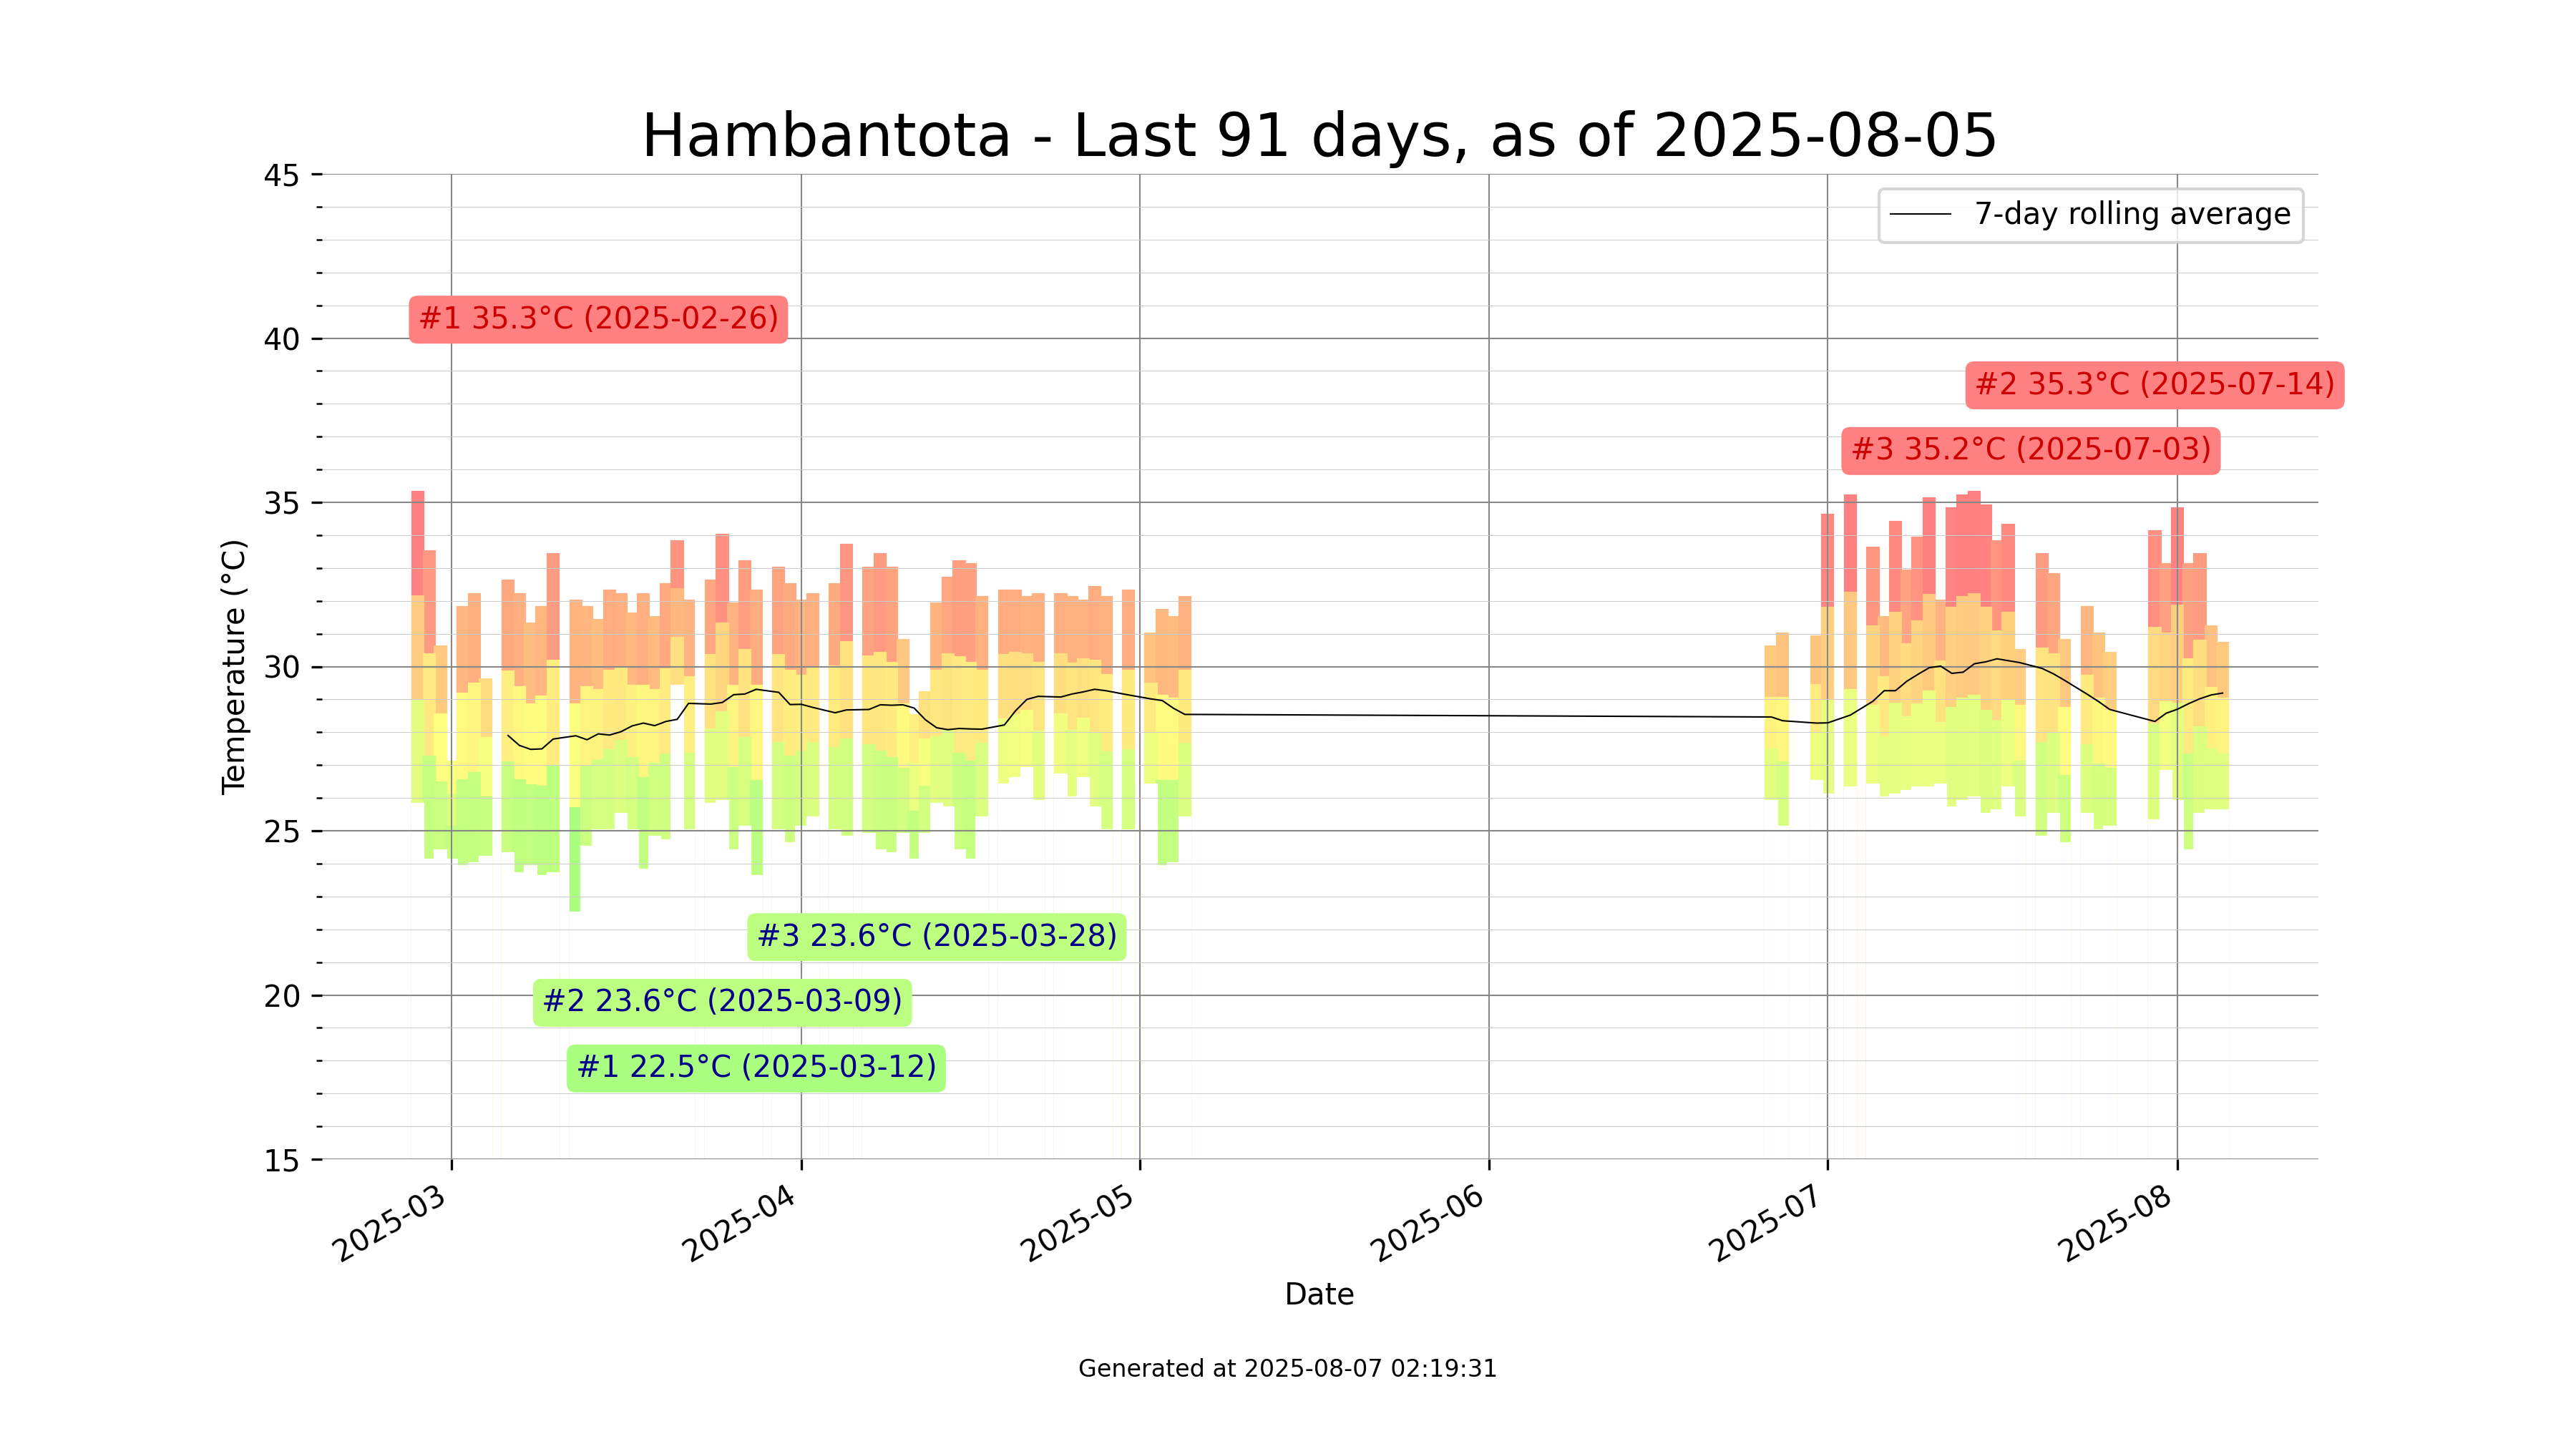 Hambantota - Last 91 days, as of 2025-08-05
45
7-day rolling average
#1 35.3°C (2025-02-26)
40
#2 35.3°C (2025-07-14)
#3 35.2°C (2025-07-03)
35
Temperature (°C)
30
25
#3 23.6°C (2025-03-28)
20
#2 23.6°C (2025-03-09)
#1 22.5°C (2025-03-12)
15
2025-03
2025-04
2025-05
2025-06
2025-07
2025-08
Date
Generated at 2025-08-07 02:19:31